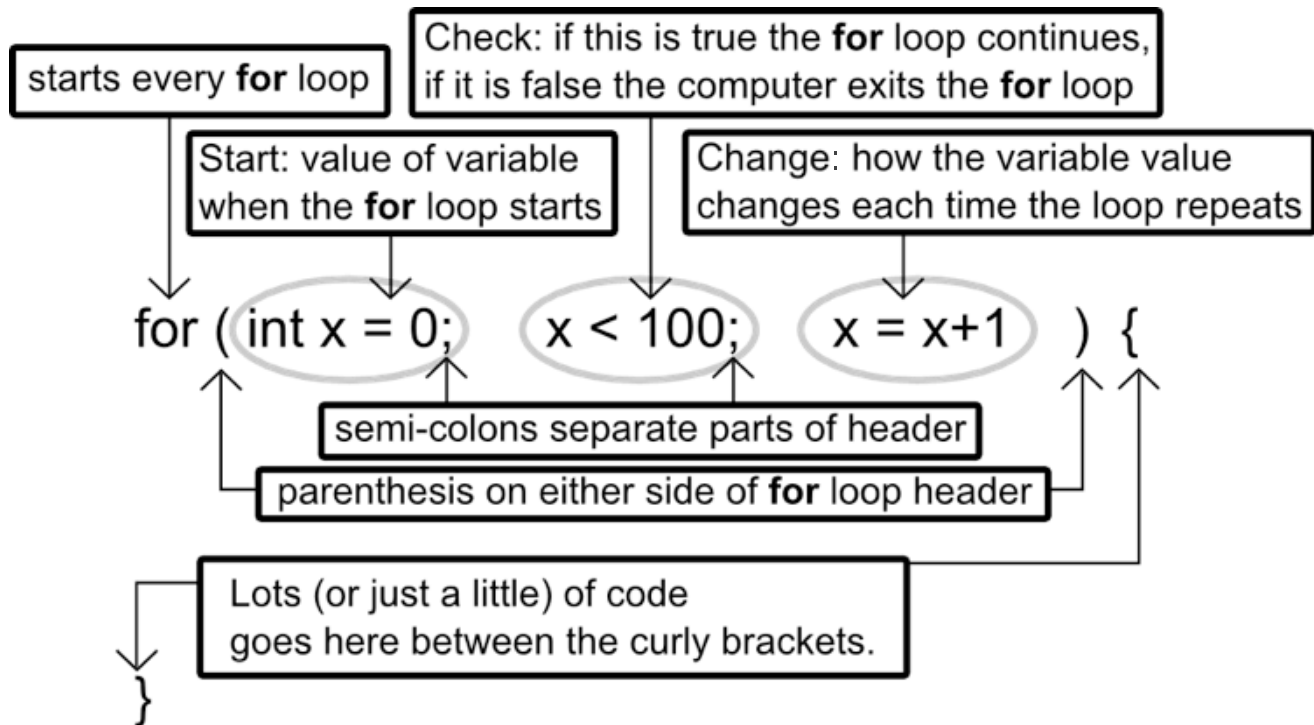 Check: if this is true the for loop continues,
if it is false the computer exits the for loop
starts every for loop
Start: value of variable
when the for loop starts
Change: how the variable value
changes each time the loop repeats
for ( int x = 0; x < 100; x = x+1 ) {
semi-colons separate parts of header
parenthesis on either side of for loop header
Lots (or just a little) of code
goes here between the curly brackets.
}